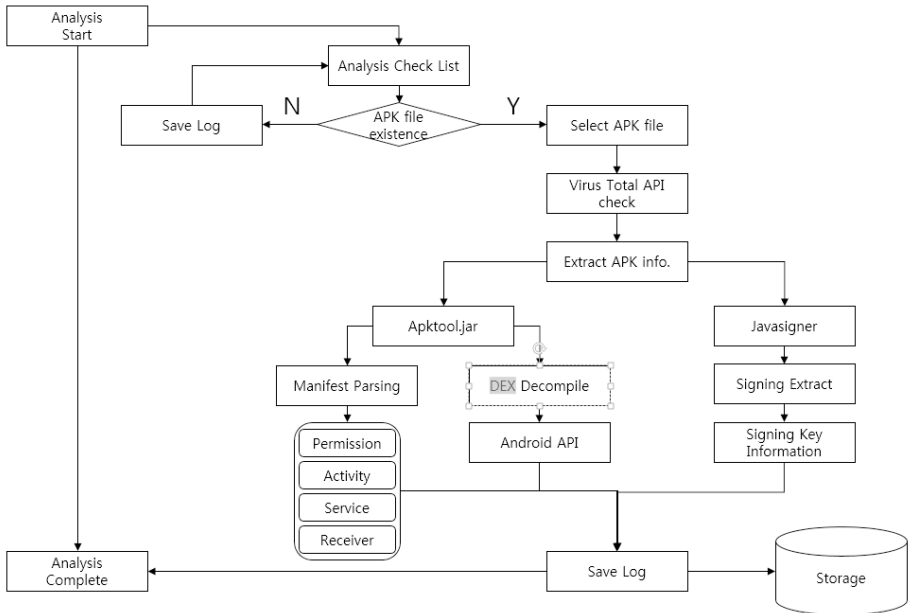 Analysis
Start
Analysis Check List
N
Y
Save Log
APK file
existence
Select APK file
Virus Total API
check
Extract APK info.
Apktool.jar
Javasigner
Manifest Parsing
DEX Decompile
Signing Extract
Permission
Android API
Signing Key
Information
Activity
Service
Receiver
Analysis
Complete
Save Log
Storage